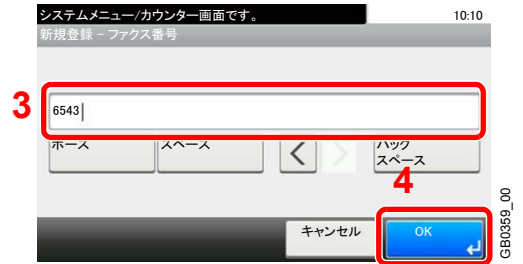 システムメニュー/カウンター画面です。
10:10
新規登録 - ファクス番号
3
6543
ポーズ
スペース
<
>
バック
スペース
4
キャンセル
OK
GB0359_00